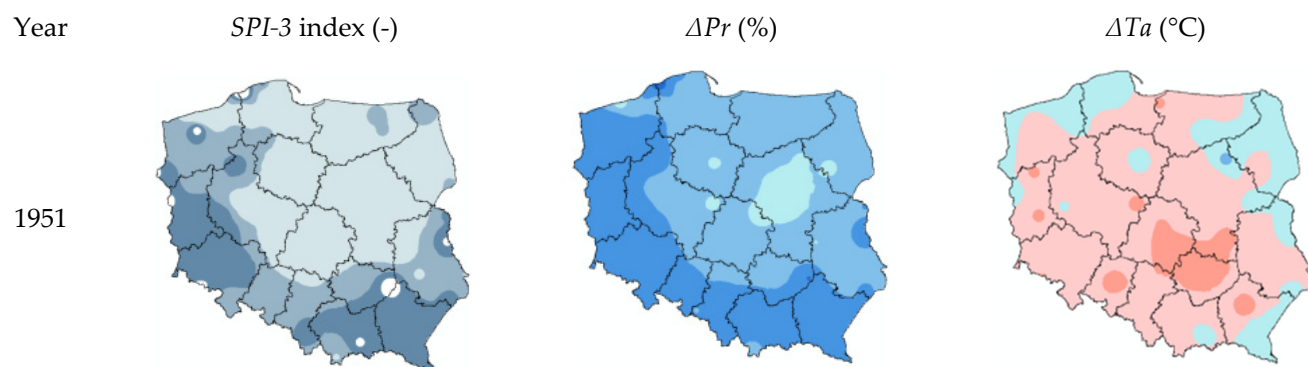 Year SPI-3 index (-) ΔPr (%) ΔTa (°C)
1951